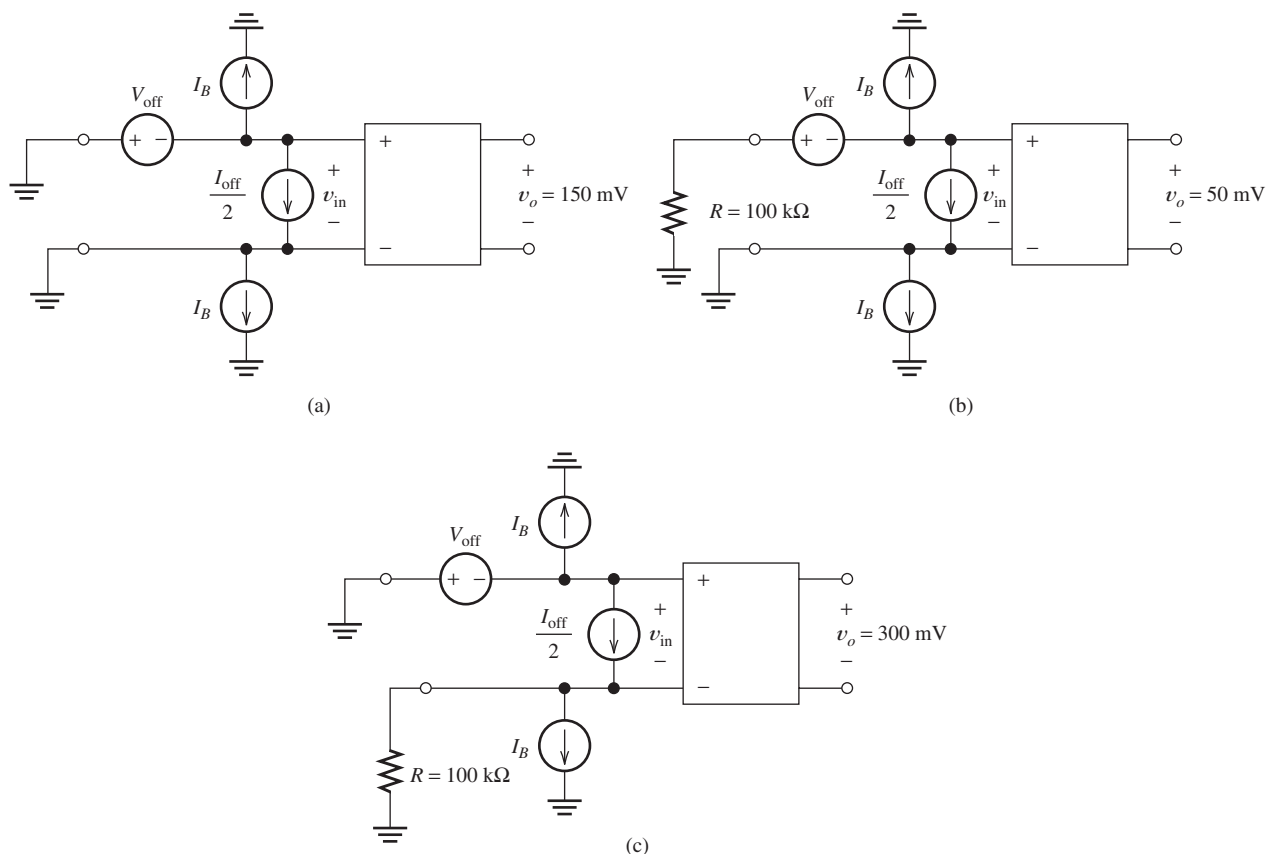 I_B
V_off
+ −
I_off/2
+
v_in
−
+
−
+
v_o = 150 mV
−
I_B
(a)
I_B
V_off
+ −
R = 100 kΩ
I_off/2
+
v_in
−
+
−
+
v_o = 50 mV
−
I_B
(b)
I_B
V_off
+ −
I_off/2
+
v_in
−
+
−
+
v_o = 300 mV
−
I_B
R = 100 kΩ
(c)